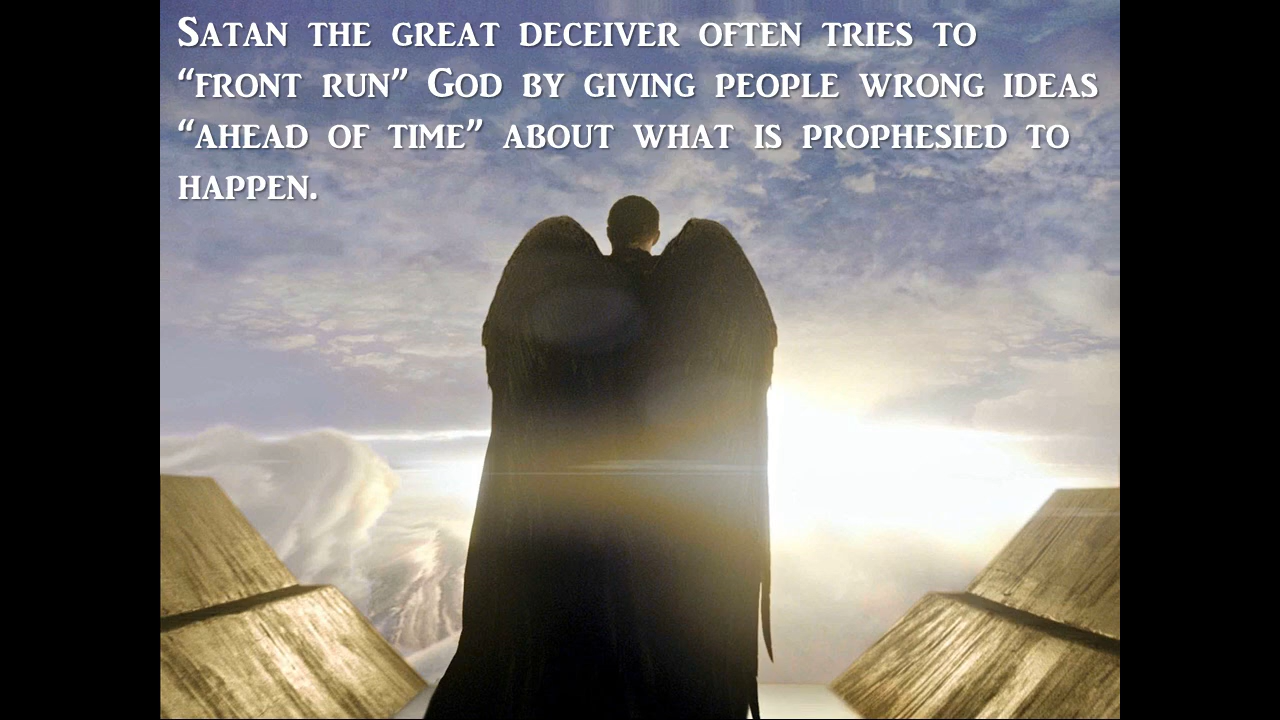 Satan the great deceiver often tries to
“front run” God by giving people wrong ideas
“ahead of time” about what is prophesied to
happen.